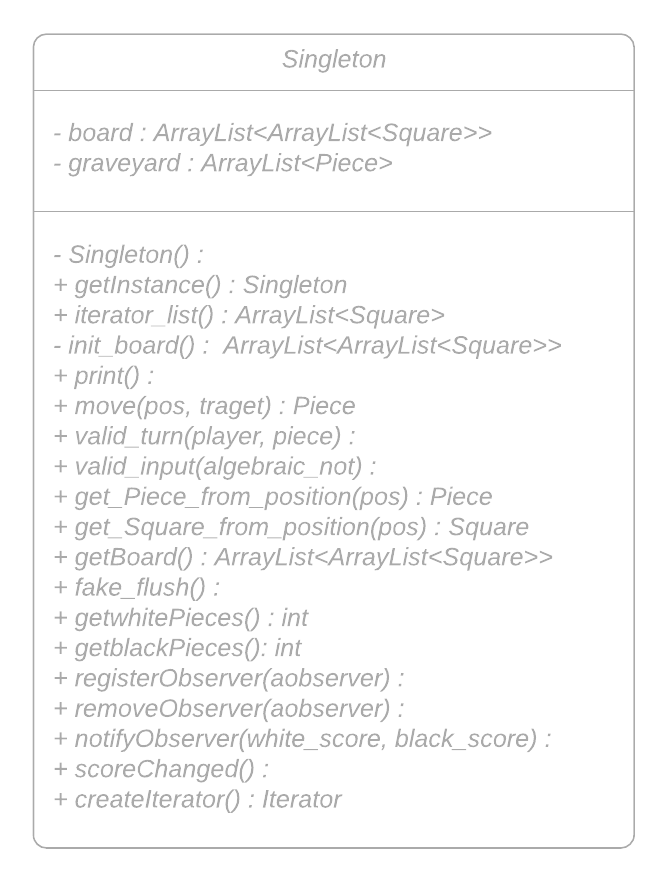 Singleton
- board : ArrayList<ArrayList<Square>>
- graveyard : ArrayList<Piece>
- Singleton() :
+ getInstance() : Singleton
+ iterator_list() : ArrayList<Square>
- init_board() :  ArrayList<ArrayList<Square>>
+ print() :
+ move(pos, traget) : Piece
+ valid_turn(player, piece) :
+ valid_input(algebraic_not) :
+ get_Piece_from_position(pos) : Piece
+ get_Square_from_position(pos) : Square
+ getBoard() : ArrayList<ArrayList<Square>>
+ fake_flush() :
+ getwhitePieces() : int
+ getblackPieces(): int
+ registerObserver(aobserver) :
+ removeObserver(aobserver) :
+ notifyObserver(white_score, black_score) :
+ scoreChanged() :
+ createIterator() : Iterator